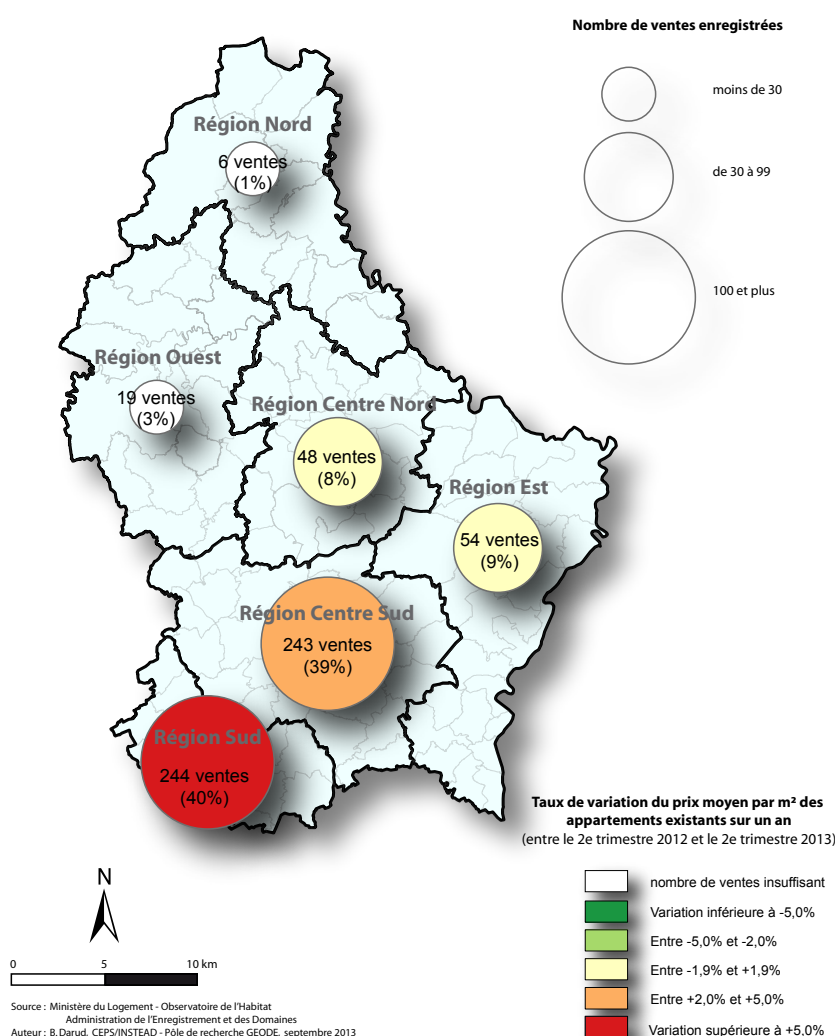 Nombre de ventes enregistrées
moins de 30
de 30 à 99
100 et plus
Région Nord
6 ventes
(1%)
Région Ouest
19 ventes
(3%)
Région Centre Nord
48 ventes
(8%)
Région Est
54 ventes
(9%)
Région Centre Sud
243 ventes
(39%)
Région Sud
244 ventes
(40%)
Taux de variation du prix moyen par m² des
appartements existants sur un an
(entre le 2e trimestre 2012 et le 2e trimestre 2013)
nombre de ventes insuffisant
Variation inférieure à -5,0%
Entre -5,0% et -2,0%
Entre -1,9% et +1,9%
Entre +2,0% et +5,0%
Variation supérieure à +5,0%
N
0 5 10 km
Source : Ministère du Logement - Observatoire de l'Habitat
Administration de l'Enregistrement et des Domaines
Auteur : B.Darud, CEPS/INSTEAD - Pôle de recherche GEODE, septembre 2013